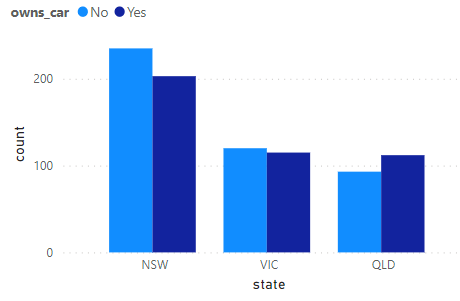 owns_car No Yes
200
100
0
count
NSW VIC QLD
state